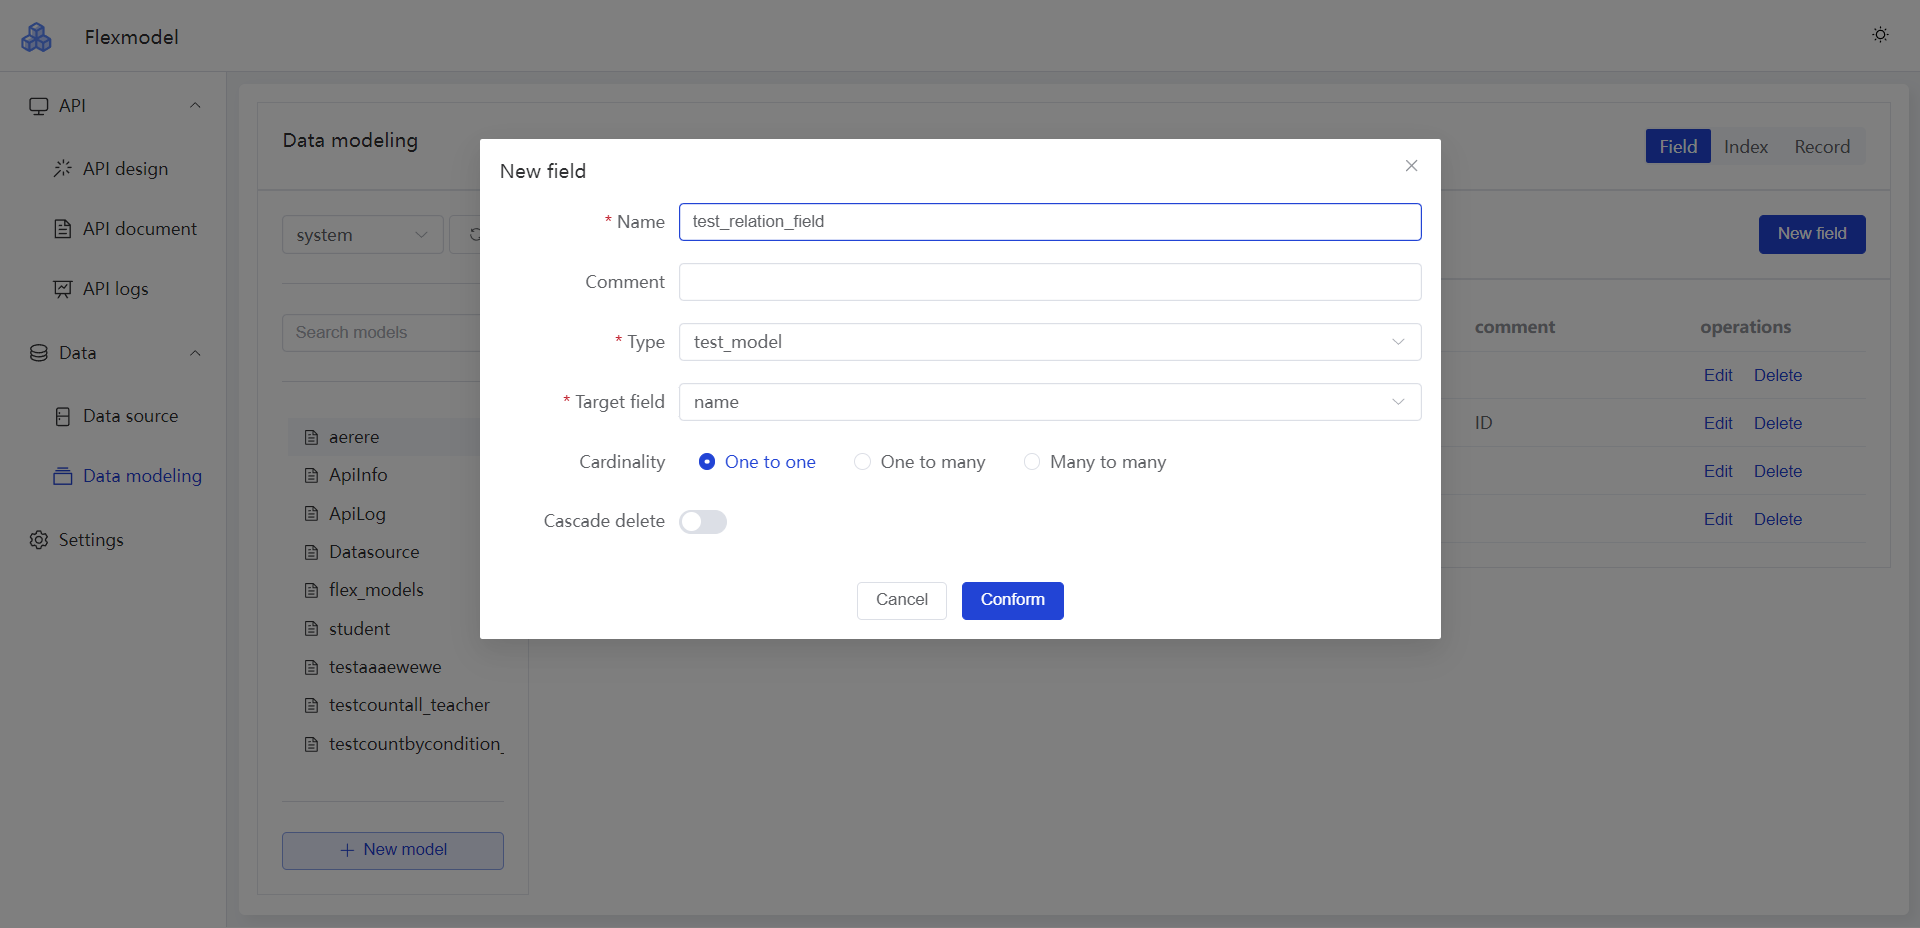 Flexmodel
API
API design
API document
API logs
Data
Data source
Data modeling
Settings
Data modeling
Field Index Record
system
New field
Search models
comment operations
Edit Delete
ID Edit Delete
Edit Delete
Edit Delete
aerere
ApiInfo
ApiLog
Datasource
flex_models
student
testaaaewewe
testcountall_teacher
testcountbycondition_
New model
New field
* Name test_relation_field
Comment
* Type test_model
* Target field name
Cardinality One to one One to many Many to many
Cascade delete
Cancel Conform